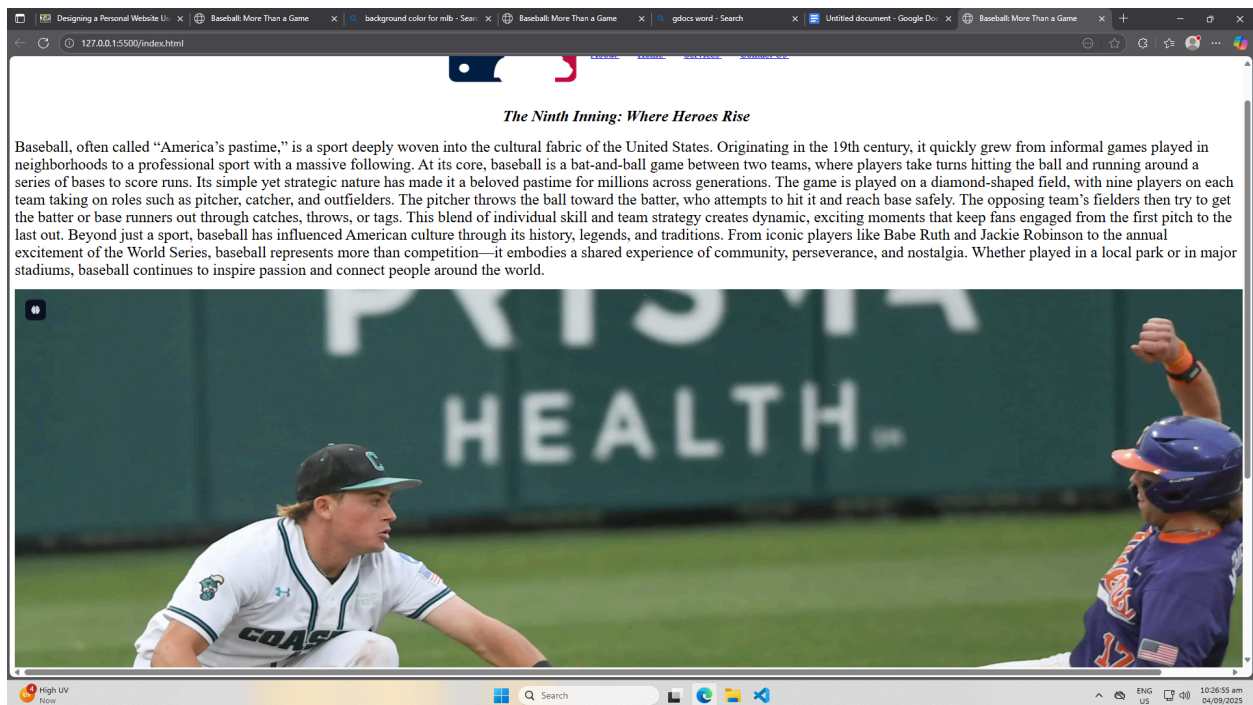 Designing a Personal Website Us
Baseball: More Than a Game
background color for mlb - Sear
Baseball: More Than a Game
gdocs word - Search
Untitled document - Google Doc
Baseball: More Than a Game
127.0.0.1:5500/index.html
About Home Services Contact Us
The Ninth Inning: Where Heroes Rise
Baseball, often called “America’s pastime,” is a sport deeply woven into the cultural fabric of the United States. Originating in the 19th century, it quickly grew from informal games played in
neighborhoods to a professional sport with a massive following. At its core, baseball is a bat-and-ball game between two teams, where players take turns hitting the ball and running around a
series of bases to score runs. Its simple yet strategic nature has made it a beloved pastime for millions across generations. The game is played on a diamond-shaped field, with nine players on each
team taking on roles such as pitcher, catcher, and outfielders. The pitcher throws the ball toward the batter, who attempts to hit it and reach base safely. The opposing team’s fielders then try to get
the batter or base runners out through catches, throws, or tags. This blend of individual skill and team strategy creates dynamic, exciting moments that keep fans engaged from the first pitch to the
last out. Beyond just a sport, baseball has influenced American culture through its history, legends, and traditions. From iconic players like Babe Ruth and Jackie Robinson to the annual
excitement of the World Series, baseball represents more than competition—it embodies a shared experience of community, perseverance, and nostalgia. Whether played in a local park or in major
stadiums, baseball continues to inspire passion and connect people around the world.
PRISMA
HEALTH
C
COAS
17
4
High UV
Now
Search
ENG
US
10:26:55 am
04/09/2025